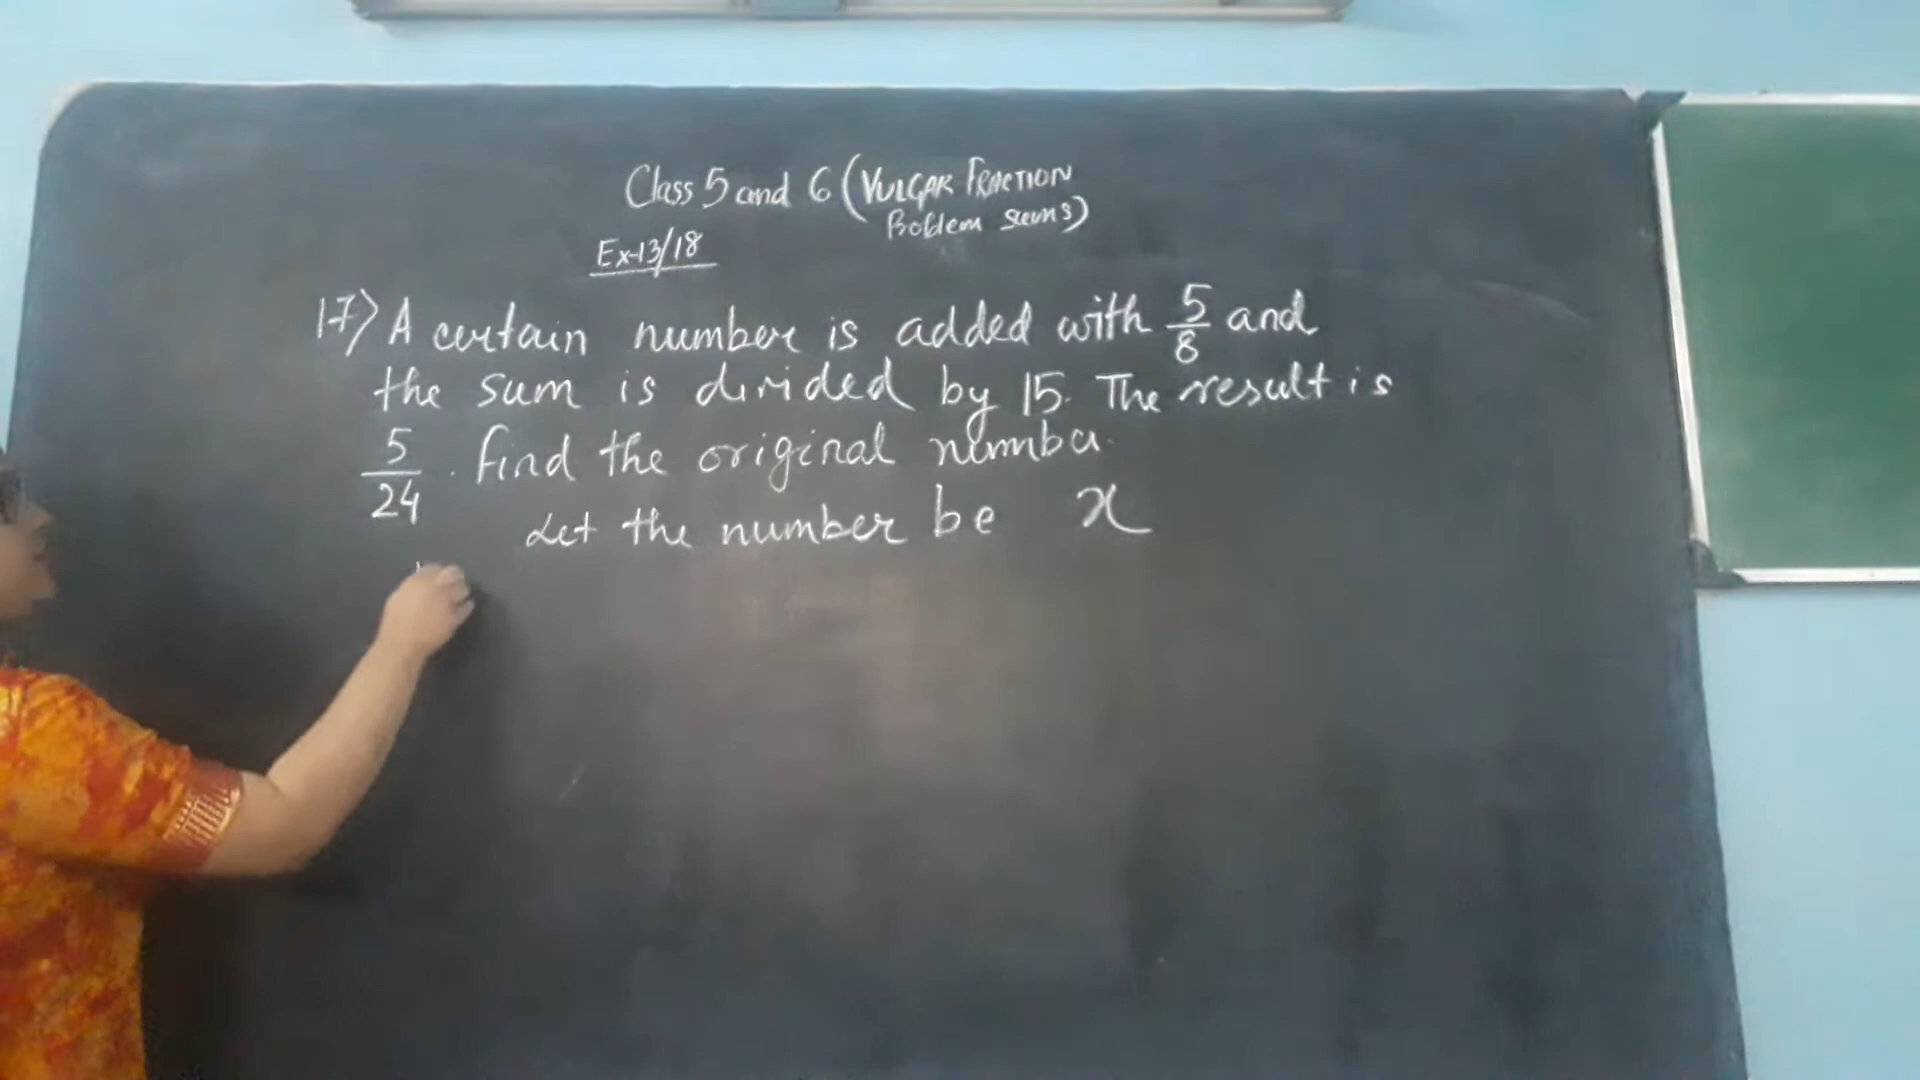 Class 5 and 6 (VULGAR FRACTION
Problem sums)
Ex-13/18
17) A certain number is added with 5/8 and
the sum is divided by 15. The result is
5/24. find the original number.
Let the number be x